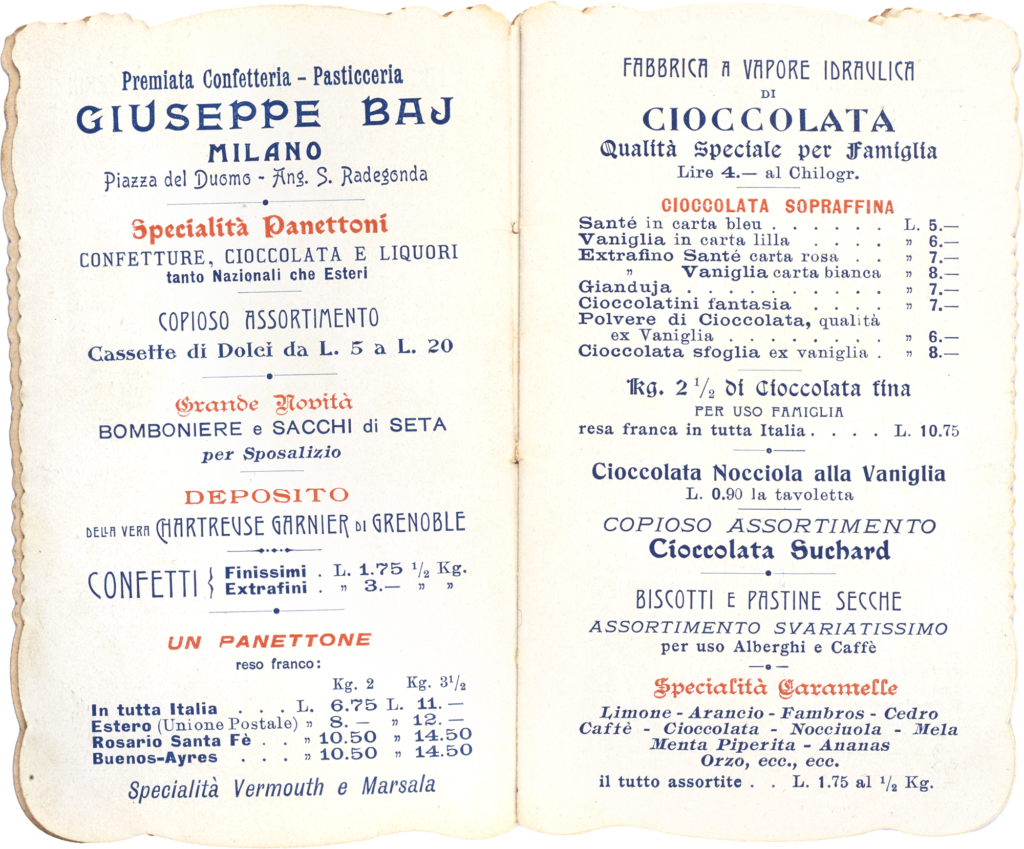 Premiata Confetteria - Pasticceria
GIUSEPPE BAJ
MILANO
Piazza del Duomo - Ang. S. Radegonda
Specialità Panettoni
CONFETTURE, CIOCCOLATA E LIQUORI
tanto Nazionali che Esteri
COPIOSO ASSORTIMENTO
Cassette di Dolci da L. 5 a L. 20
Grande Novità
BOMBONIERE e SACCHI di SETA
per Sposalizio
DEPOSITO
DELLA VERA CHARTREUSE GARNIER DI GRENOBLE
CONFETTI { Finissimi . L. 1.75 ½ Kg.
Extrafini . " 3.— " "
UN PANETTONE
reso franco:
Kg. 2 Kg. 3½
In tutta Italia . . . L. 6.75 L. 11.—
Estero (Unione Postale) " 8.— " 12.—
Rosario Santa Fè . . " 10.50 " 14.50
Buenos-Ayres . . . " 10.50 " 14.50
Specialità Vermouth e Marsala
FABBRICA A VAPORE IDRAULICA
DI
CIOCCOLATA
Qualità Speciale per Famiglia
Lire 4.— al Chilogr.
CIOCCOLATA SOPRAFFINA
Santé in carta bleu . . . . . . L. 5.—
Vaniglia in carta lilla . . . . " 6.—
Extrafino Santé carta rosa . . " 7.—
" Vaniglia carta bianca " 8.—
Gianduja . . . . . . . . . . " 7.—
Cioccolatini fantasia . . . . . " 7.—
Polvere di Cioccolata, qualità
ex Vaniglia . . . . . . . . " 6.—
Cioccolata sfoglia ex vaniglia . " 8.—
Kg. 2 ½ di Cioccolata fina
PER USO FAMIGLIA
resa franca in tutta Italia . . . . L. 10.75
Cioccolata Nocciola alla Vaniglia
L. 0.90 la tavoletta
COPIOSO ASSORTIMENTO
Cioccolata Suchard
BISCOTTI E PASTINE SECCHE
ASSORTIMENTO SVARIATISSIMO
per uso Alberghi e Caffè
Specialità Caramelle
Limone - Arancio - Fambros - Cedro
Caffè - Cioccolata - Nocciuola - Mela
Menta Piperita - Ananas
Orzo, ecc., ecc.
il tutto assortite . . L. 1.75 al ½ Kg.